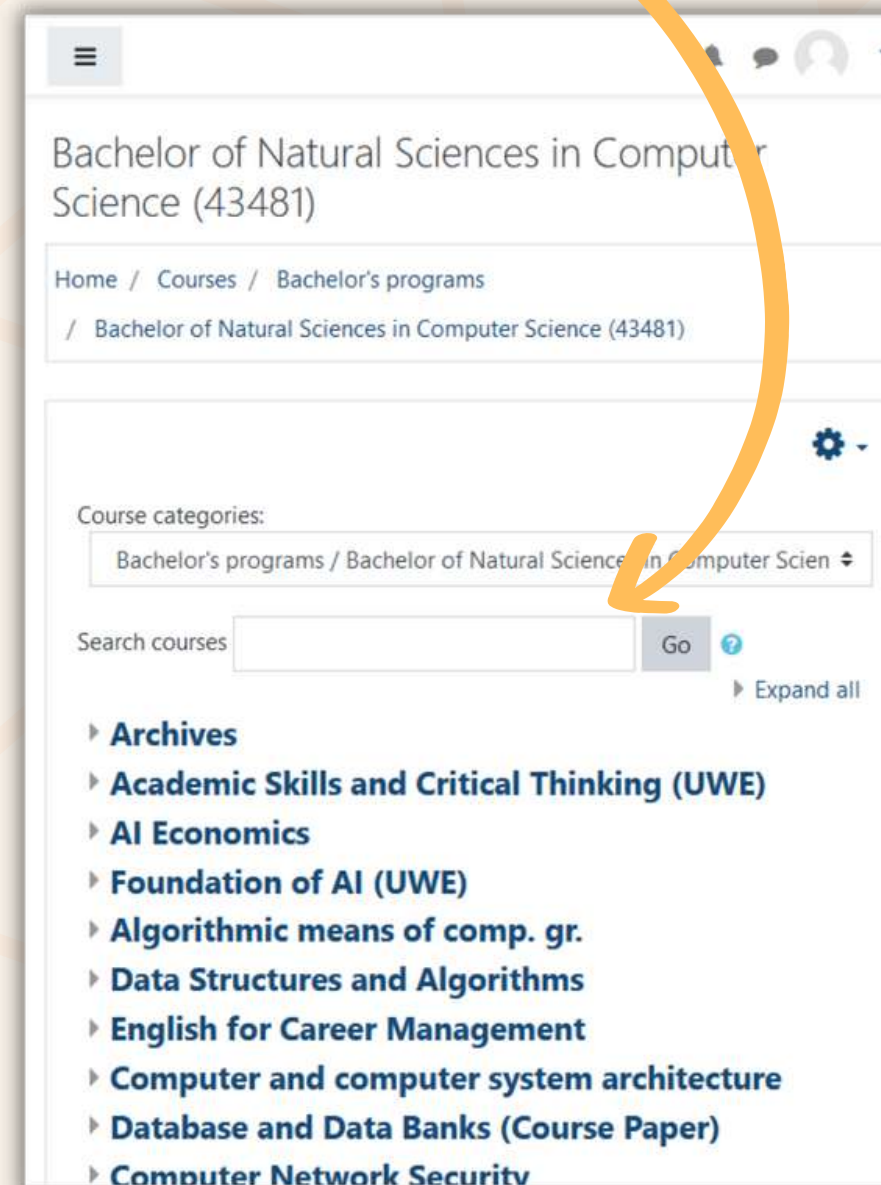 Bachelor of Natural Sciences in Computer
Science (43481)
Home / Courses / Bachelor's programs
/ Bachelor of Natural Sciences in Computer Science (43481)
Course categories:
Bachelor's programs / Bachelor of Natural Sciences in Computer Scien
Search courses Go
Expand all
Archives
Academic Skills and Critical Thinking (UWE)
AI Economics
Foundation of AI (UWE)
Algorithmic means of comp. gr.
Data Structures and Algorithms
English for Career Management
Computer and computer system architecture
Database and Data Banks (Course Paper)
Computer Network Security